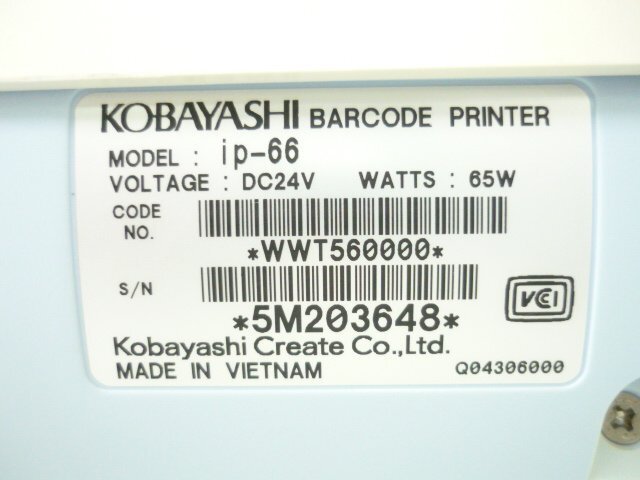 KOBAYASHI BARCODE PRINTER
MODEL : ip-66
VOLTAGE : DC24V WATTS : 65W
CODE NO.
*WWT560000*
S/N
*5M203648*
VCCI
Kobayashi Create Co.,Ltd.
MADE IN VIETNAM Q04306000